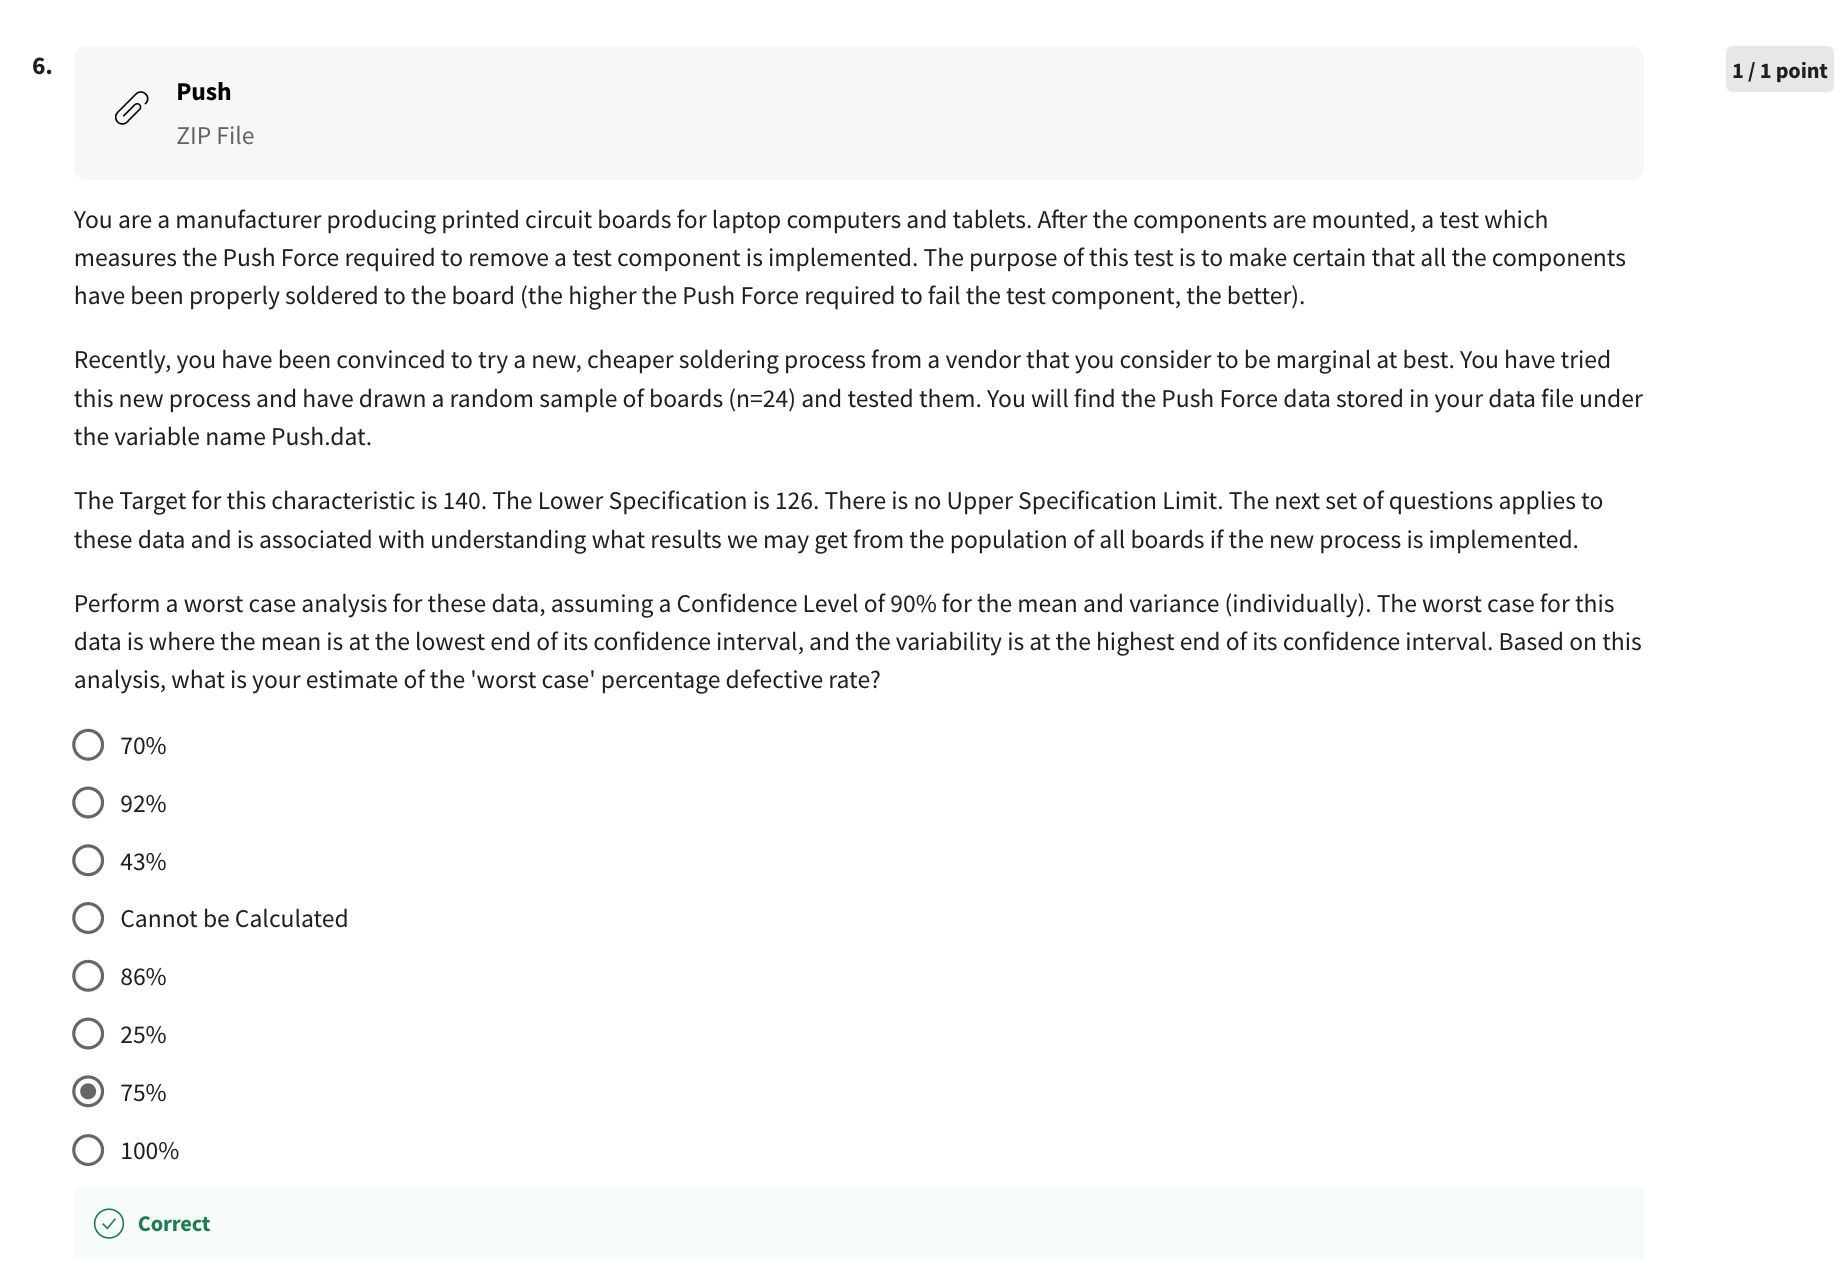 6.
Push
ZIP File
1 / 1 point
You are a manufacturer producing printed circuit boards for laptop computers and tablets. After the components are mounted, a test which
measures the Push Force required to remove a test component is implemented. The purpose of this test is to make certain that all the components
have been properly soldered to the board (the higher the Push Force required to fail the test component, the better).
Recently, you have been convinced to try a new, cheaper soldering process from a vendor that you consider to be marginal at best. You have tried
this new process and have drawn a random sample of boards (n=24) and tested them. You will find the Push Force data stored in your data file under
the variable name Push.dat.
The Target for this characteristic is 140. The Lower Specification is 126. There is no Upper Specification Limit. The next set of questions applies to
these data and is associated with understanding what results we may get from the population of all boards if the new process is implemented.
Perform a worst case analysis for these data, assuming a Confidence Level of 90% for the mean and variance (individually). The worst case for this
data is where the mean is at the lowest end of its confidence interval, and the variability is at the highest end of its confidence interval. Based on this
analysis, what is your estimate of the 'worst case' percentage defective rate?
70%
92%
43%
Cannot be Calculated
86%
25%
75%
100%
Correct